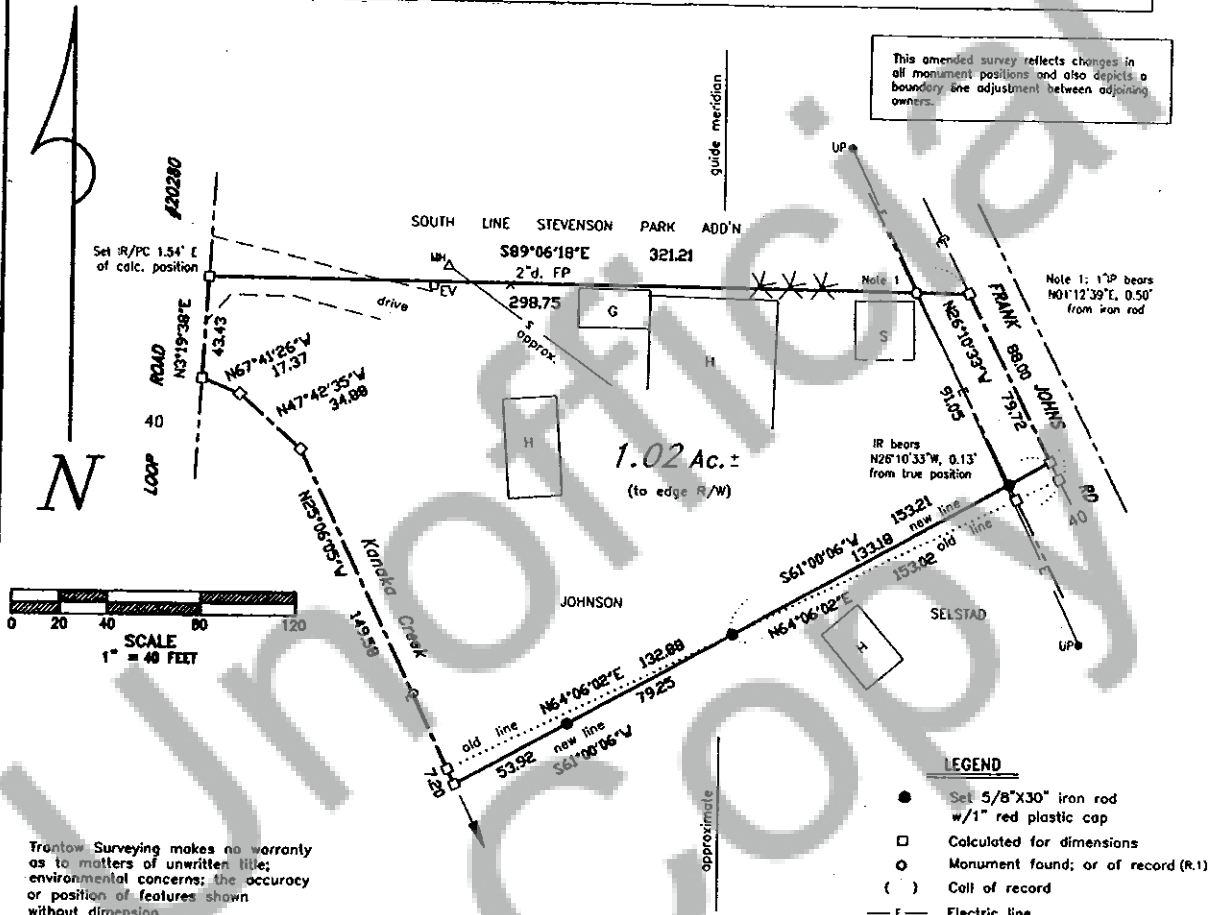 This amended survey reflects changes in
all monument positions and also depicts a
boundary line adjustment between adjoining
owners.
guide meridian
UP
#20280
SOUTH LINE STEVENSON PARK ADD'N
Set IR/PC 1.54' E
of calc. position
S89°06'18"E 321.21
MH
2"d. FP
EV
298.75
Note 1
Note 1: 1"IP bears
N01°12'39"E, 0.50'
from iron rod
drive
G
S
S
approx.
H
FRANK JOHNS RD
N26°10'33"W
88.00
79.72
91.05
E
ROAD
N3°19'38"E
43.43
N67°41'26"W
17.37
N47°42'35"W
34.88
40
LOOP
H
1.02 Ac.±
(to edge R/W)
IR bears
N26°10'33"W, 0.13'
from true position
N
40
153.21
S61°00'06"W 133.18 new line
153.02 old line
N64°06'02"E
N25°06'05"W
149.58
Kanaka Creek
JOHNSON
SELSTAD
H
E
UP
0 20 40 80 120
SCALE
1" = 40 FEET
N64°06'02"E 132.88
79.25
old line
53.92 new line
S61°00'06"W
7.20
approximate
LEGEND
Set 5/8"X30" iron rod
w/1" red plastic cap
Calculated for dimensions
Monument found; or of record (R.1)
( ) Call of record
E Electric line
Trantow Surveying makes no warranty
as to matters of unwritten title;
environmental concerns; the accuracy
or position of features shown
without dimension
Unofficial
Copy